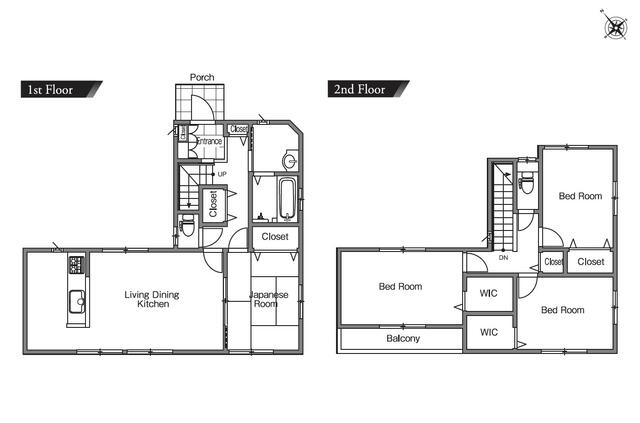 1st Floor
Porch
Closet
Entrance
Closet
UP
Closet
Closet
Living Dining
Kitchen
Japanese
Room
2nd Floor
Bed Room
DN
Closet
Closet
Bed Room
WIC
Bed Room
WIC
Balcony